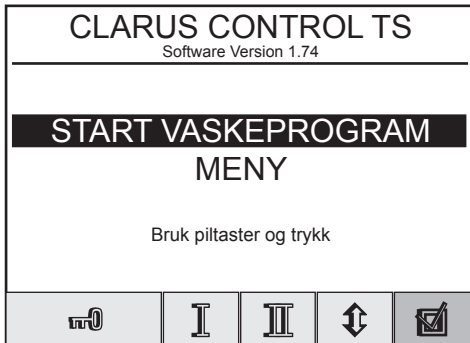 CLARUS CONTROL TS
Software Version 1.74
START VASKEPROGRAM
MENY
Bruk piltaster og trykk
I II